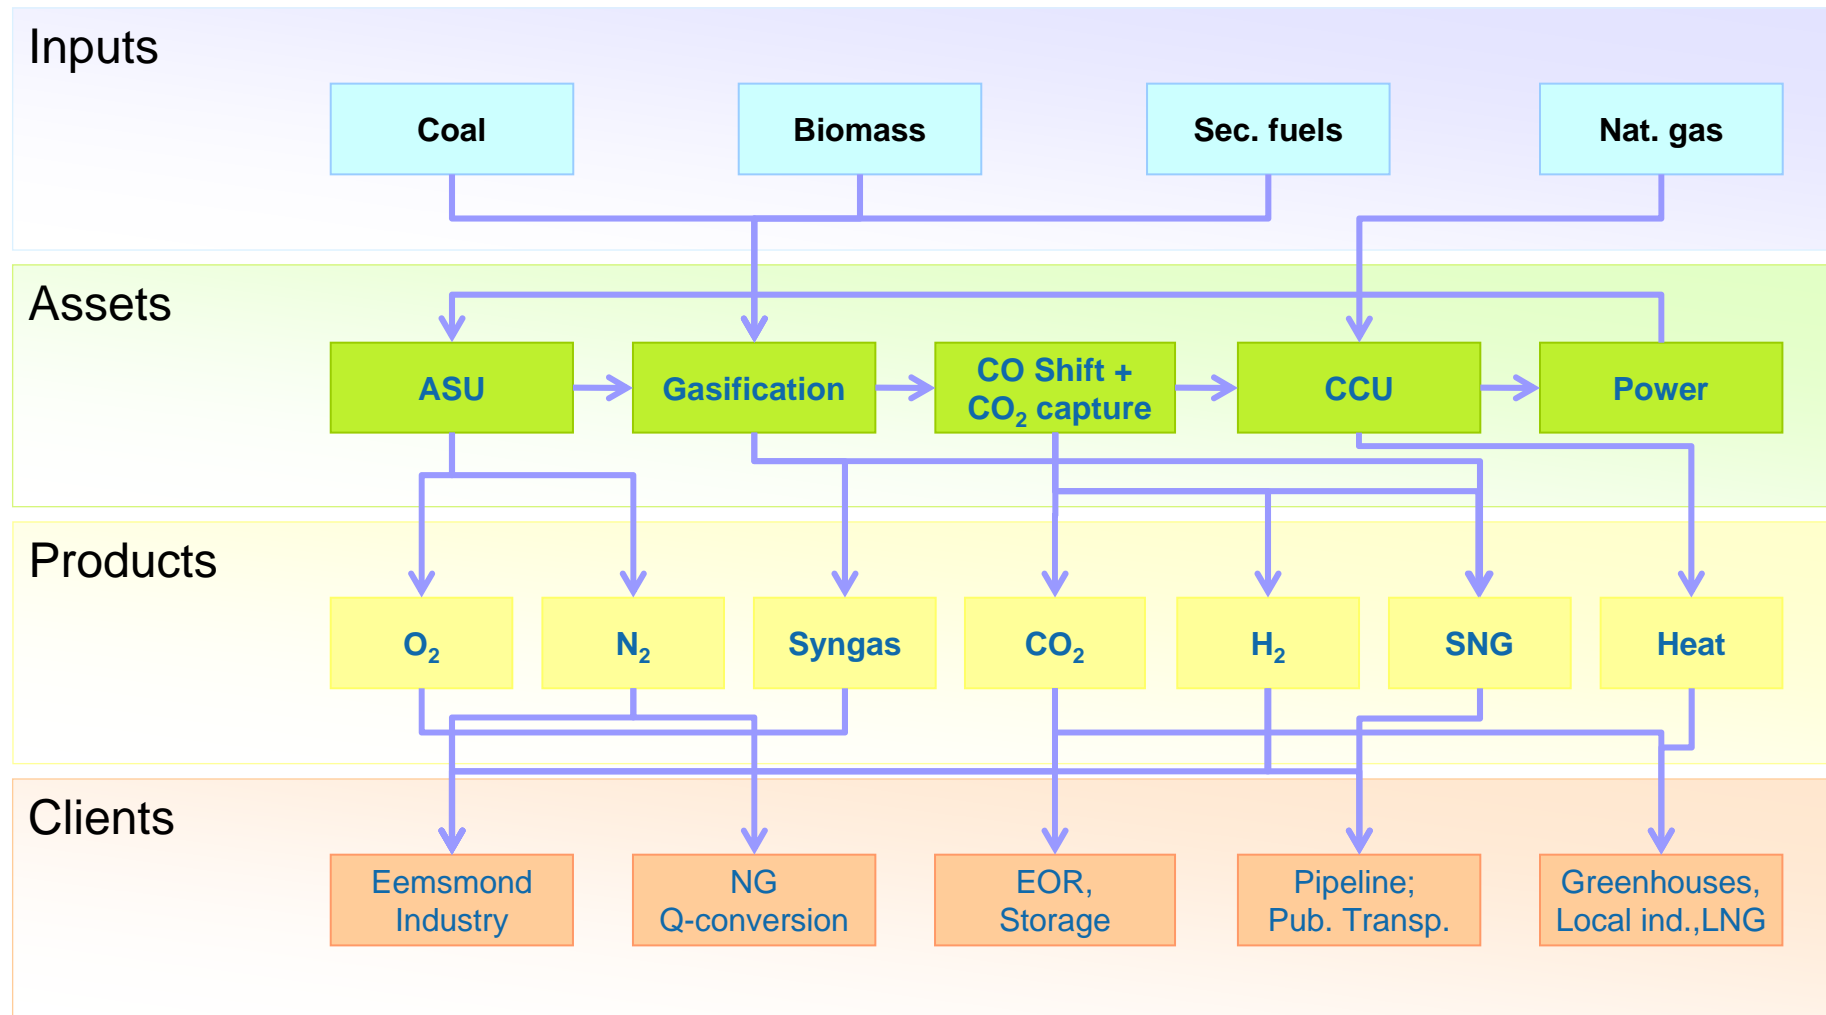 Inputs
Coal
Biomass
Sec. fuels
Nat. gas
Assets
ASU
Gasification
CO Shift +
CO₂ capture
CCU
Power
Products
O₂
N₂
Syngas
CO₂
H₂
SNG
Heat
Clients
Eemsmond
Industry
NG
Q-conversion
EOR,
Storage
Pipeline;
Pub. Transp.
Greenhouses,
Local ind.,LNG